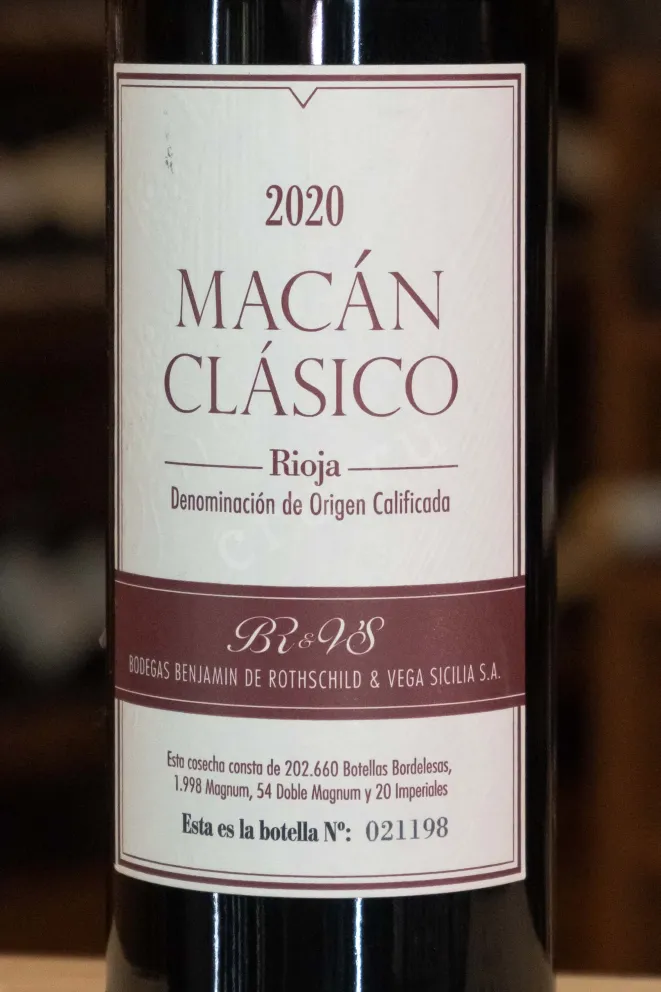 2020
MACÁN
CLÁSICO
Rioja
Denominación de Origen Calificada
BR&VS
BODEGAS BENJAMIN DE ROTHSCHILD & VEGA SICILIA S.A.
Esta cosecha consta de 202.660 Botellas Bordelesas,
1.998 Magnum, 54 Doble Magnum y 20 Imperiales
Esta es la botella Nº: 021198